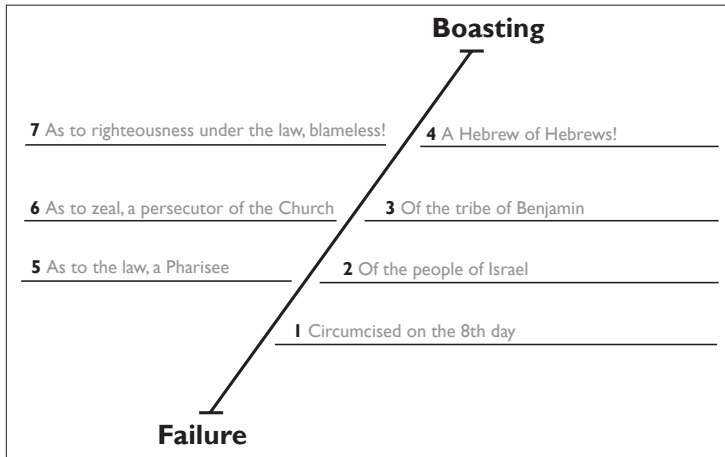 Boasting
7 As to righteousness under the law, blameless!
4 A Hebrew of Hebrews!
6 As to zeal, a persecutor of the Church
3 Of the tribe of Benjamin
5 As to the law, a Pharisee
2 Of the people of Israel
1 Circumcised on the 8th day
Failure